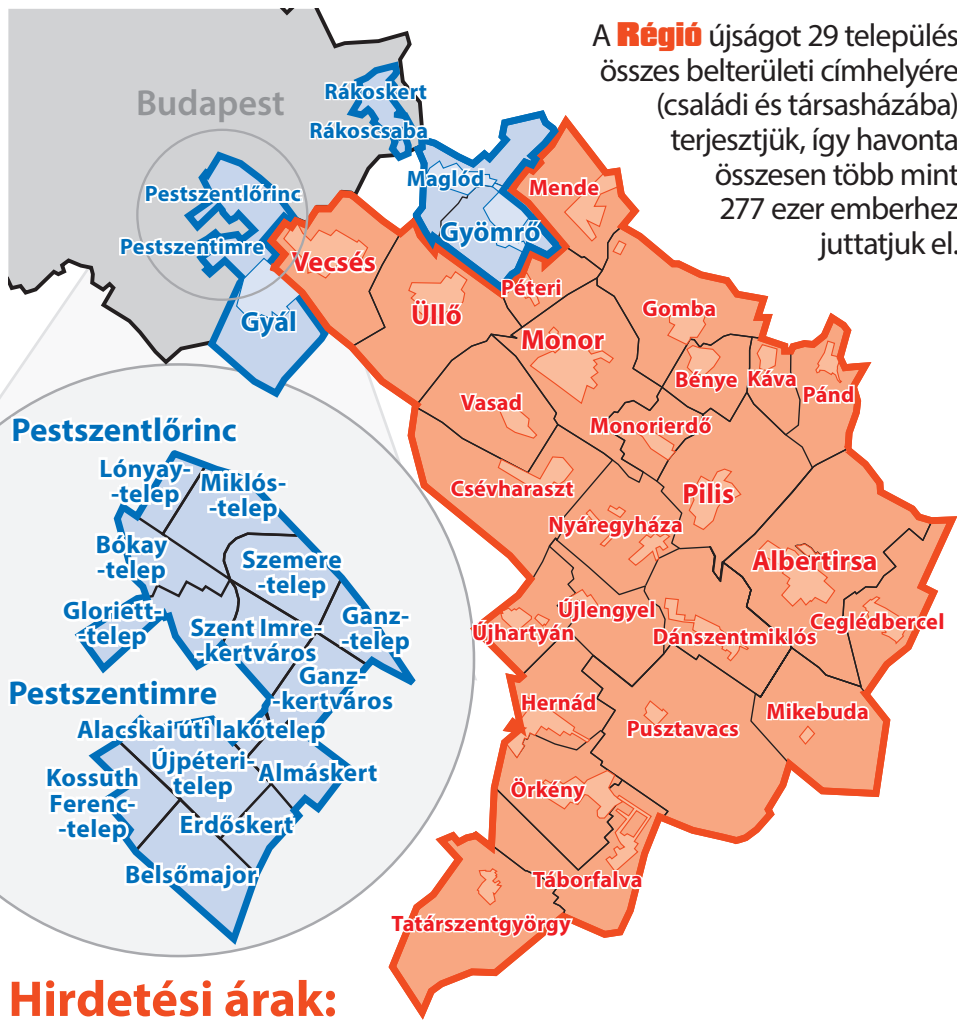 A Régió újságot 29 település
összes belterületi címhelyére
(családi és társasházába)
terjesztjük, így havonta
összesen több mint
277 ezer emberhez
juttatjuk el.
Budapest
Rákoskert
Rákoscsaba
Pestszentlőrinc
Pestszentimre
Maglód
Gyömrő
Mende
Vecsés
Gyál
Üllő
Péteri
Monor
Gomba
Bénye
Káva
Pánd
Vasad
Monorierdő
Csévharaszt
Pilis
Nyáregyháza
Albertirsa
Újlengyel
Újhartyán
Dánszentmiklós
Ceglédbercel
Hernád
Pusztavacs
Mikebuda
Örkény
Táborfalva
Tatárszentgyörgy
Pestszentlőrinc
Lónyay-
-telep
Miklós-
-telep
Bókay
-telep
Szemere
-telep
Gloriett-
-telep
Szent Imre-
-kertváros
Ganz-
-telep
Ganz-
-kertváros
Pestszentimre
Alacskai úti lakótelep
Kossuth
Ferenc-
-telep
Újpéteri-
telep
Almáskert
Erdőskert
Belsőmajor
Hirdetési árak: